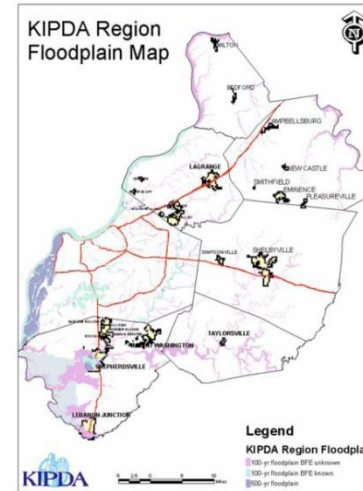 KIPDA Region
Floodplain Map
N
MILTON
BEDFORD
CAMPBELLSBURG
LAGRANGE
NEW CASTLE
SMITHFIELD
EMINENCE
PLEASUREVILLE
SIMPSONVILLE
SHELBYVILLE
TAYLORSVILLE
WASHINGTON
SHEPHERDSVILLE
LEBANON JUNCTION
Legend
KIPDA Region Floodpla
100-yr floodplain BFE unknown
100-yr floodplain BFE known
500-yr floodplain
KIPDA
Miles